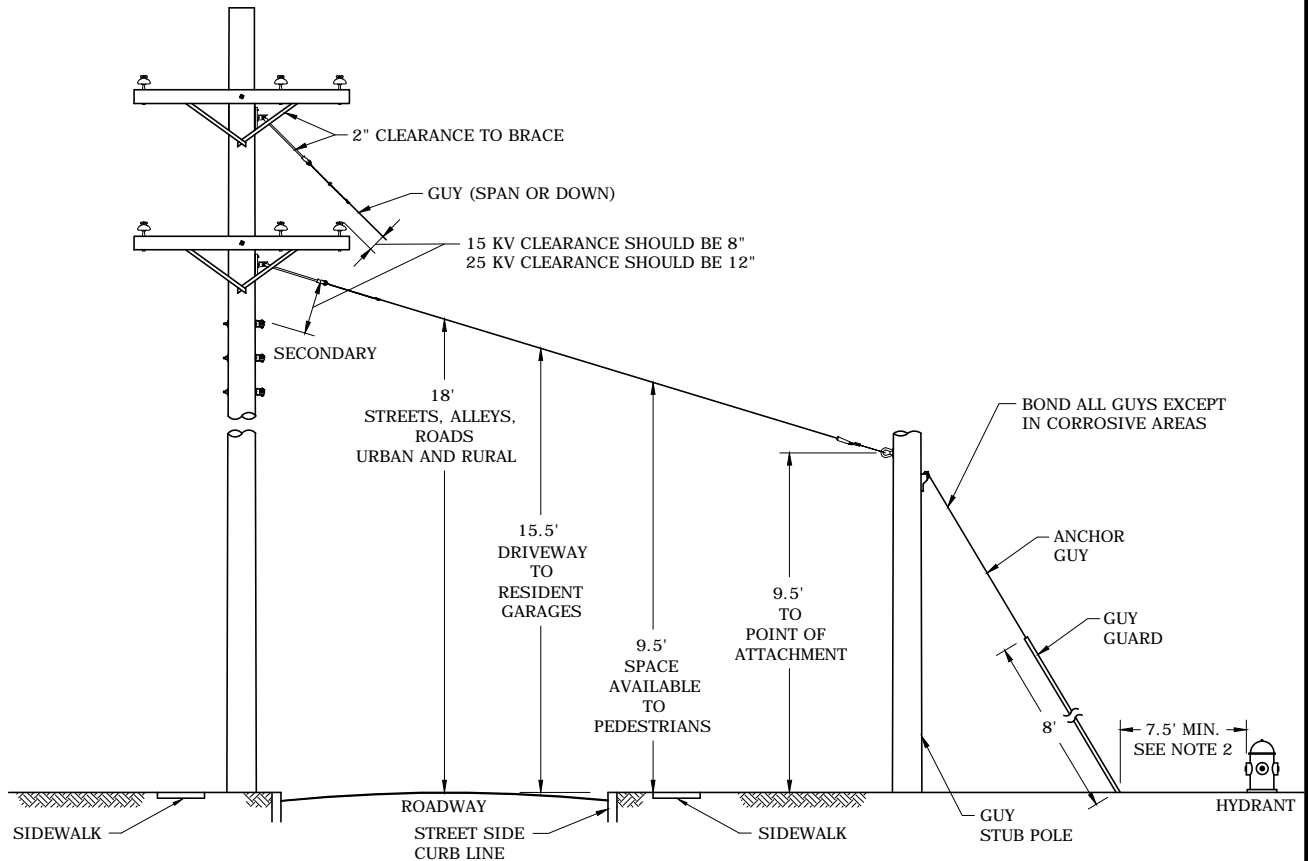 2" CLEARANCE TO BRACE
GUY (SPAN OR DOWN)
15 KV CLEARANCE SHOULD BE 8"
25 KV CLEARANCE SHOULD BE 12"
SECONDARY
18'
STREETS, ALLEYS,
ROADS
URBAN AND RURAL
15.5'
DRIVEWAY
TO
RESIDENT
GARAGES
9.5'
SPACE
AVAILABLE
TO
PEDESTRIANS
9.5'
TO
POINT OF
ATTACHMENT
BOND ALL GUYS EXCEPT
IN CORROSIVE AREAS
ANCHOR
GUY
GUY
GUARD
8'
7.5' MIN.
SEE NOTE 2
HYDRANT
SIDEWALK
ROADWAY
STREET SIDE
CURB LINE
SIDEWALK
GUY
STUB POLE